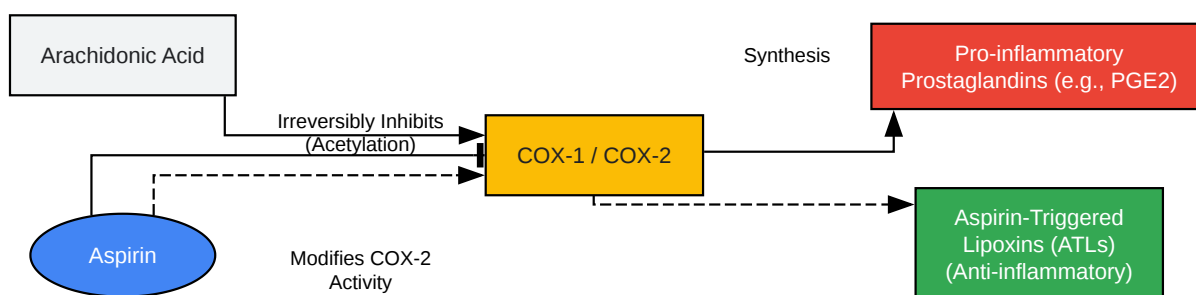 Arachidonic Acid
Synthesis
Pro-inflammatory
Prostaglandins (e.g., PGE2)
Irreversibly Inhibits
(Acetylation)
COX-1 / COX-2
Aspirin
Modifies COX-2
Activity
Aspirin-Triggered
Lipoxins (ATLs)
(Anti-inflammatory)